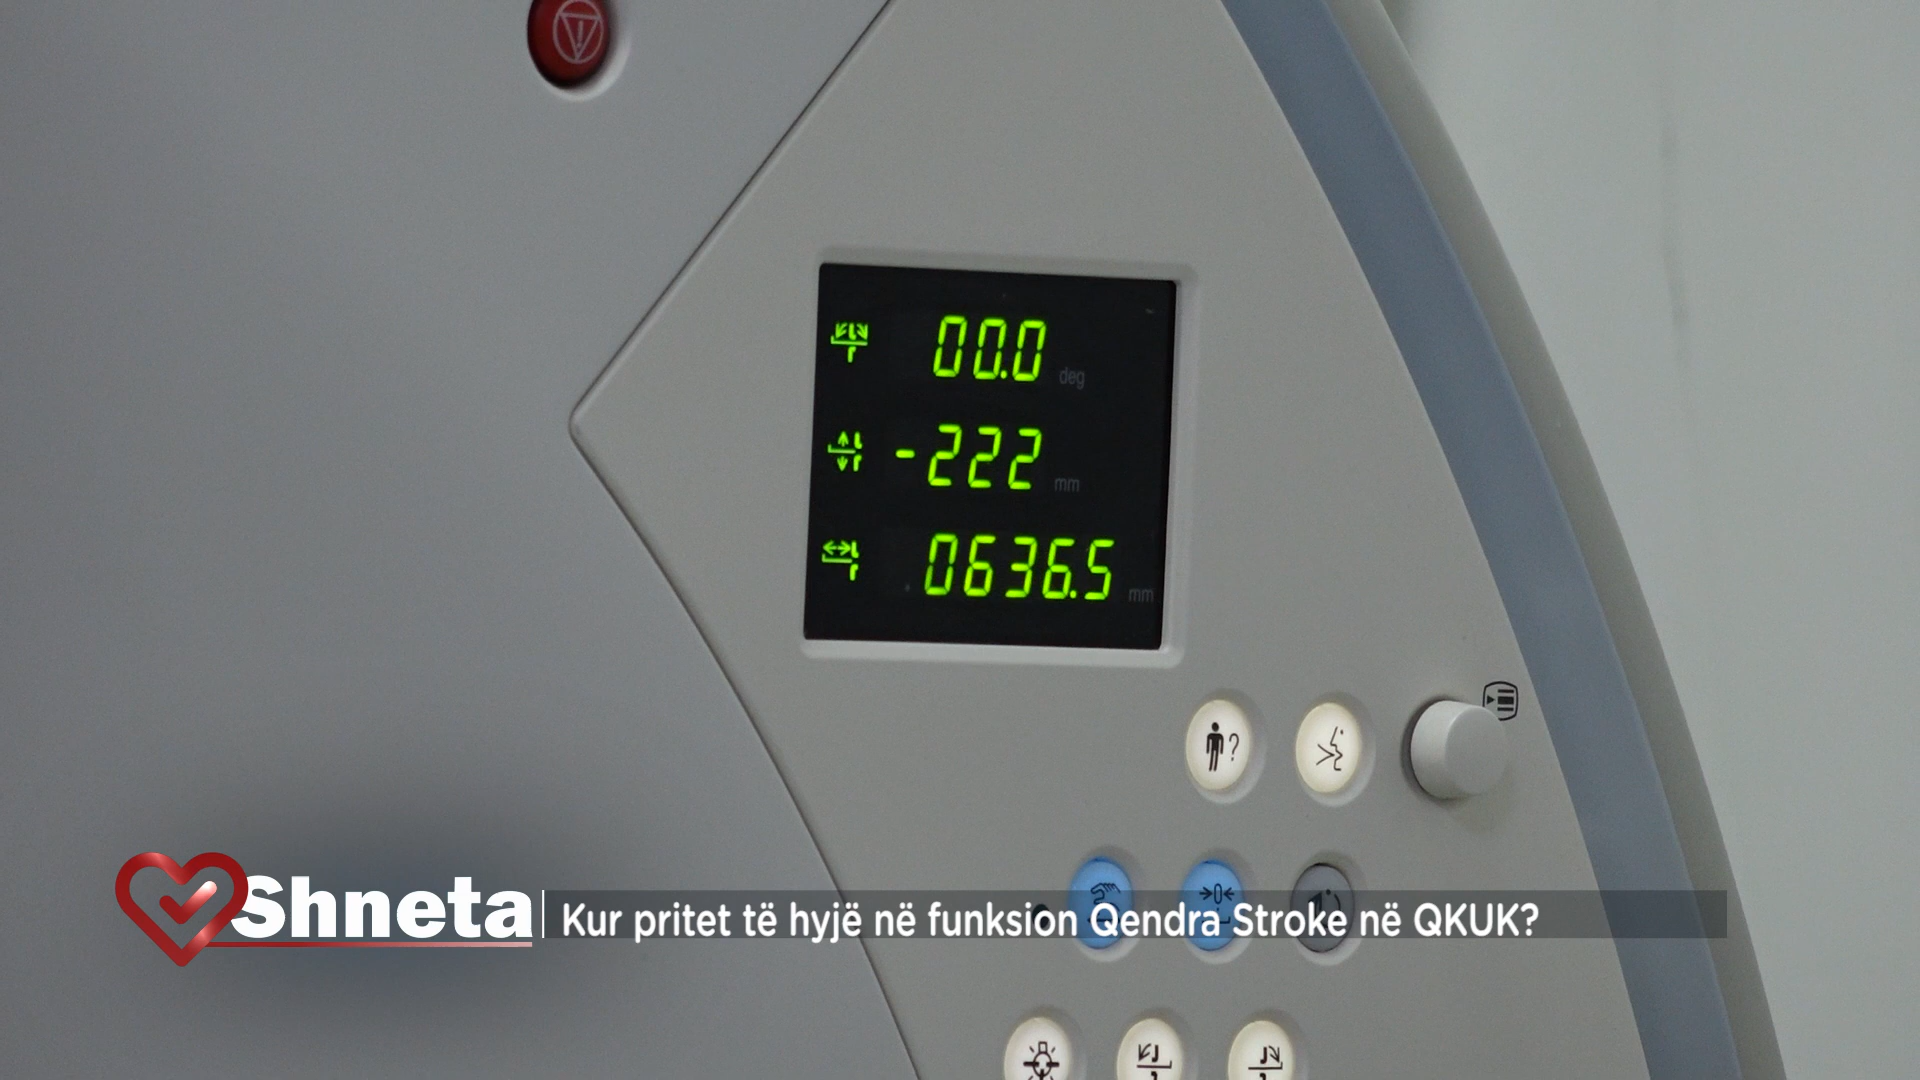 00.0 deg
-222 mm
0636.5 mm
?
Shneta
Kur pritet të hyjë në funksion Qendra Stroke në QKUK?